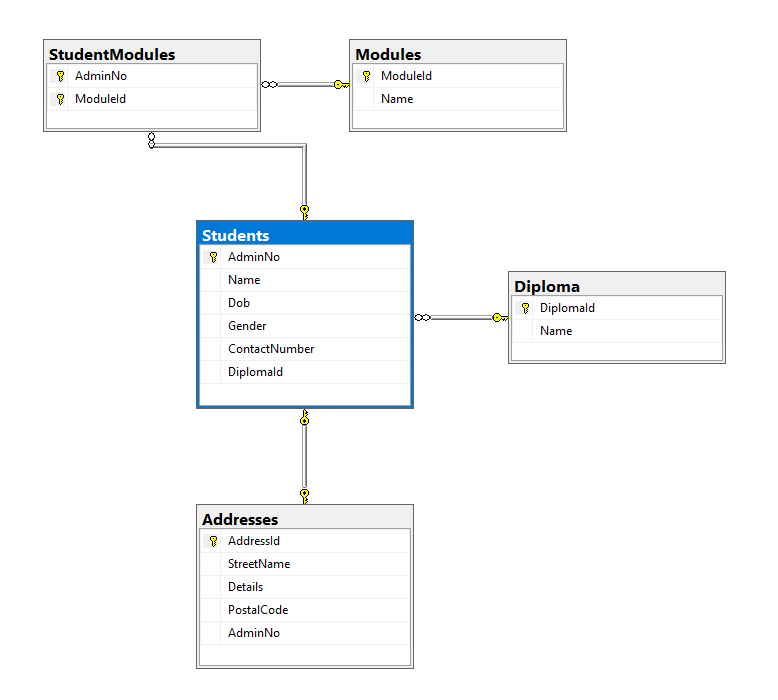 StudentModules
AdminNo
ModuleId
Modules
ModuleId
Name
Students
AdminNo
Name
Dob
Gender
ContactNumber
DiplomaId
Diploma
DiplomaId
Name
Addresses
AddressId
StreetName
Details
PostalCode
AdminNo